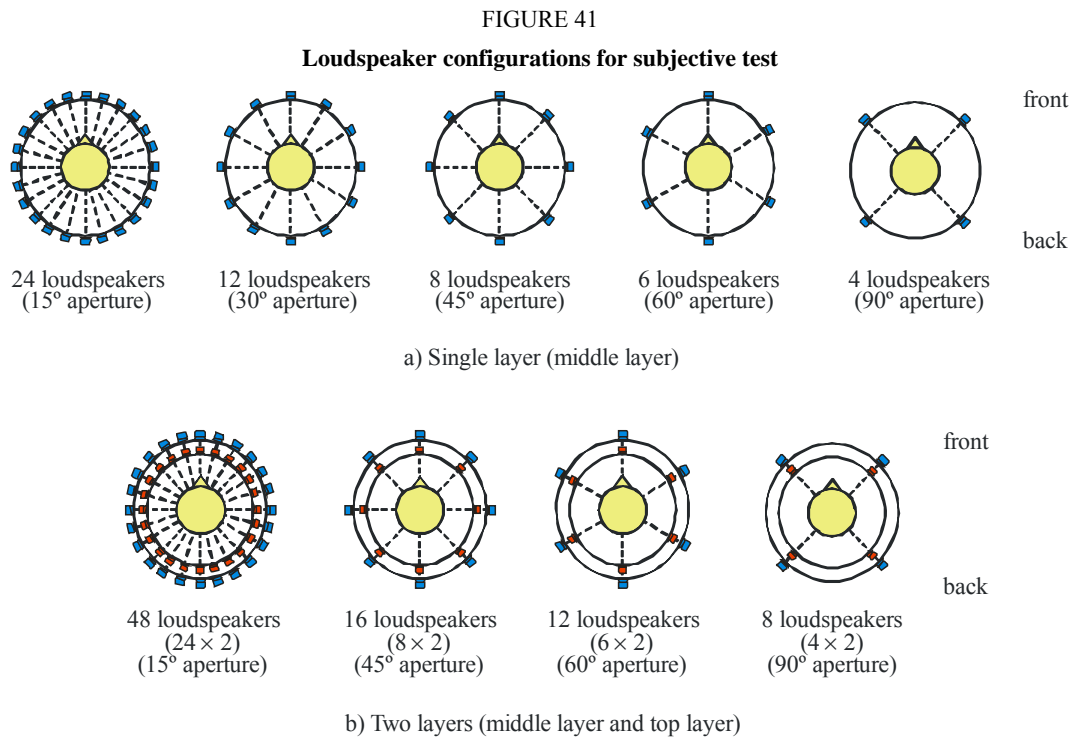 FIGURE 41
Loudspeaker configurations for subjective test
front
back
24 loudspeakers
(15º aperture)
12 loudspeakers
(30º aperture)
8 loudspeakers
(45º aperture)
6 loudspeakers
(60º aperture)
4 loudspeakers
(90º aperture)
a) Single layer (middle layer)
front
back
48 loudspeakers
(24 × 2)
(15º aperture)
16 loudspeakers
(8 × 2)
(45º aperture)
12 loudspeakers
(6 × 2)
(60º aperture)
8 loudspeakers
(4 × 2)
(90º aperture)
b) Two layers (middle layer and top layer)